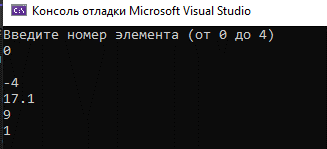 Консоль отладки Microsoft Visual Studio
Введите номер элемента (от 0 до 4)
0
-4
17.1
9
1